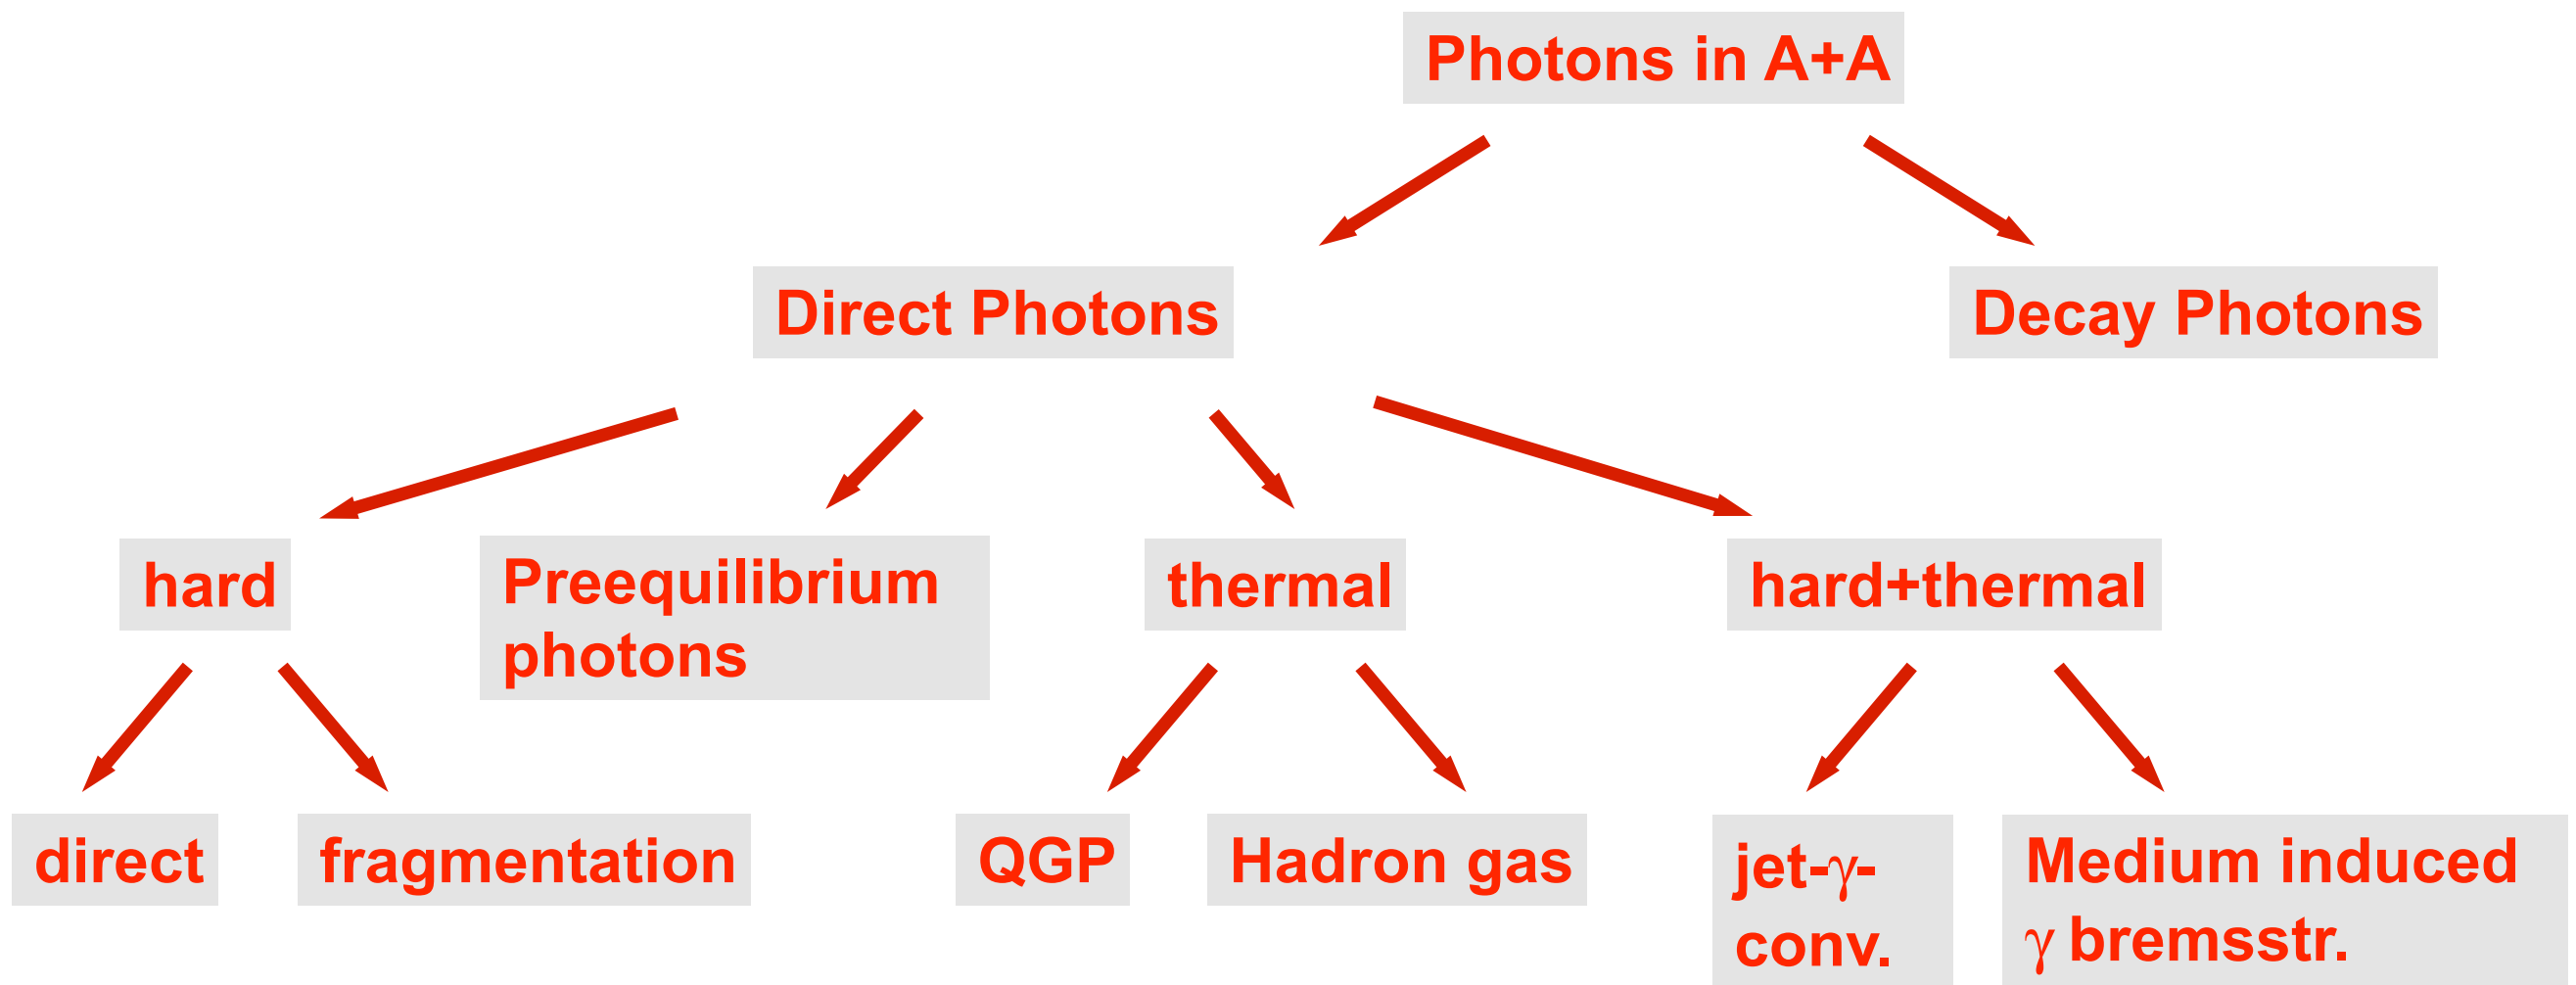 Photons in A+A
Direct Photons
Decay Photons
hard
Preequilibrium
photons
thermal
hard+thermal
direct
fragmentation
QGP
Hadron gas
jet-γ-
conv.
Medium induced
γ bremsstr.